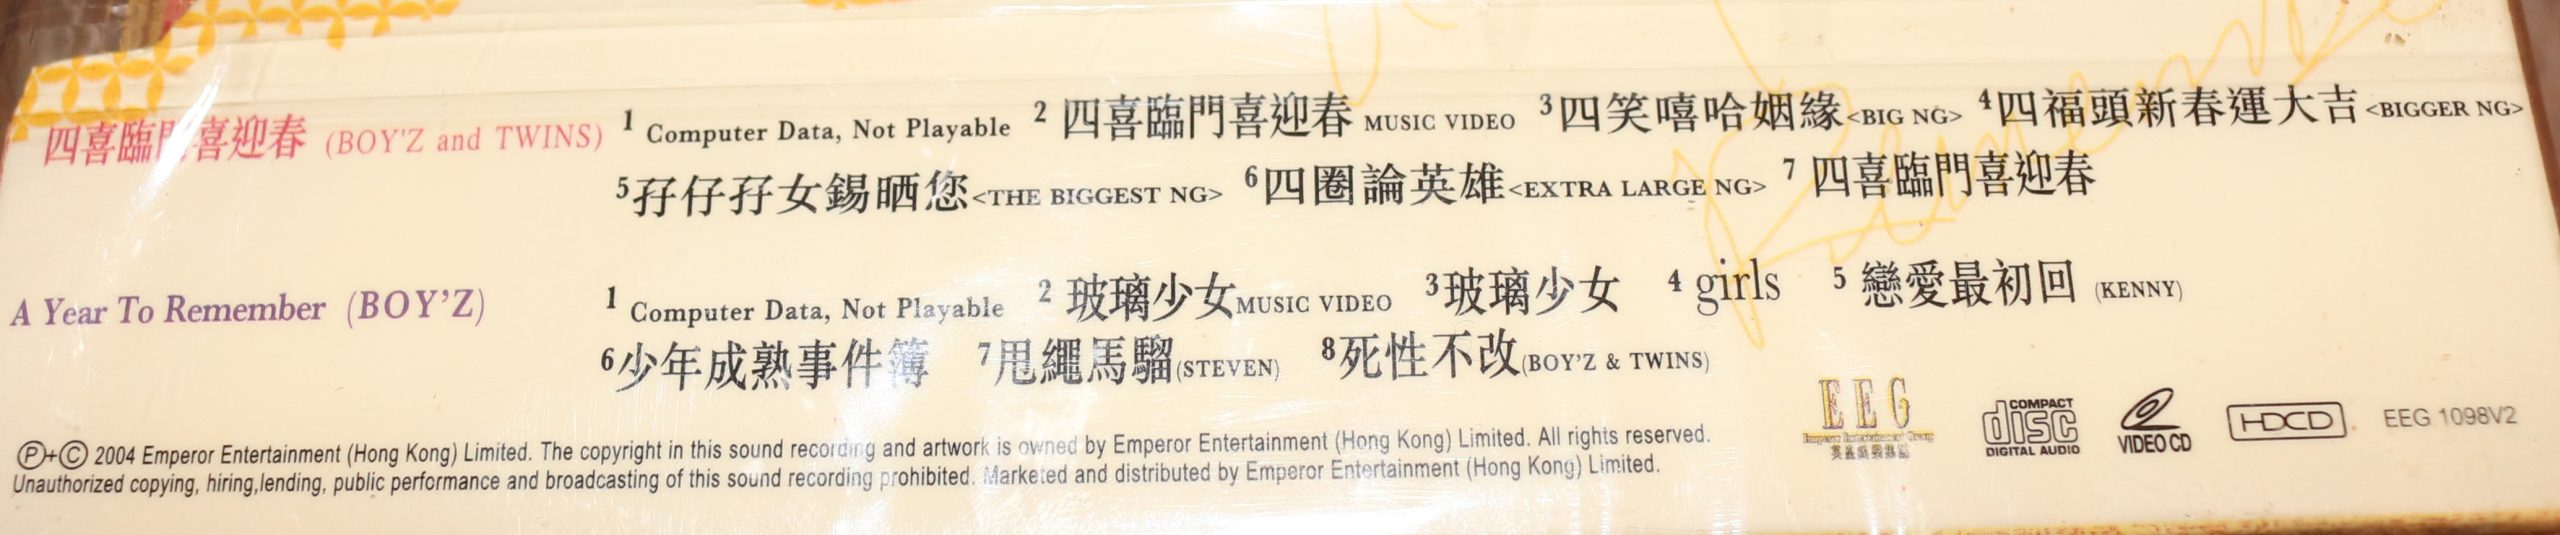 四喜臨門喜迎春 (BOY'Z and TWINS) 1 Computer Data, Not Playable 2 四喜臨門喜迎春 MUSIC VIDEO 3 四笑嘻哈姻緣<BIG NG> 4 四福頭新春運大吉<BIGGER NG>
5 孖仔孖女錫晒您<THE BIGGEST NG> 6 四圈論英雄<EXTRA LARGE NG> 7 四喜臨門喜迎春
A Year To Remember (BOY'Z) 1 Computer Data, Not Playable 2 玻璃少女 MUSIC VIDEO 3 玻璃少女 4 girls 5 戀愛最初回 (KENNY)
6 少年成熟事件簿 7 甩繩馬騮(STEVEN) 8 死性不改(BOY'Z & TWINS)
Ⓟ+© 2004 Emperor Entertainment (Hong Kong) Limited. The copyright in this sound recording and artwork is owned by Emperor Entertainment (Hong Kong) Limited. All rights reserved.
Unauthorized copying, hiring,lending, public performance and broadcasting of this sound recording prohibited. Marketed and distributed by Emperor Entertainment (Hong Kong) Limited.
EEG
Emperor Entertainment Group
英皇娛樂集團
COMPACT
disc
DIGITAL AUDIO
VIDEO CD
HDCD
EEG 1098V2